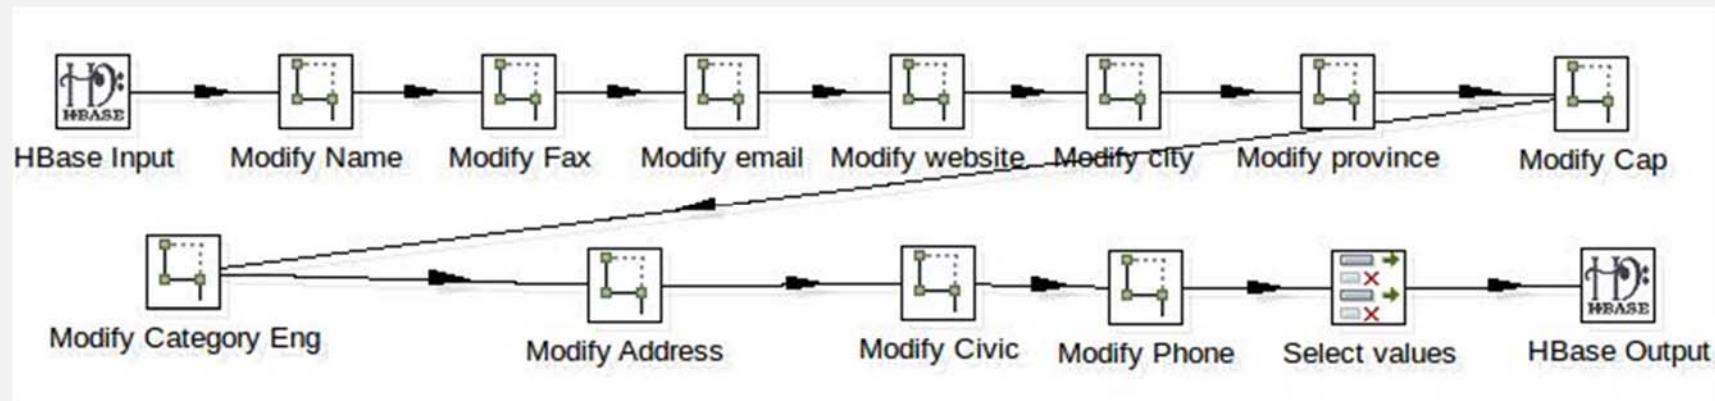 HBASE
HBase Input
Modify Name
Modify Fax
Modify email
Modify website
Modify city
Modify province
Modify Cap
Modify Category Eng
Modify Address
Modify Civic
Modify Phone
Select values
HBASE
HBase Output